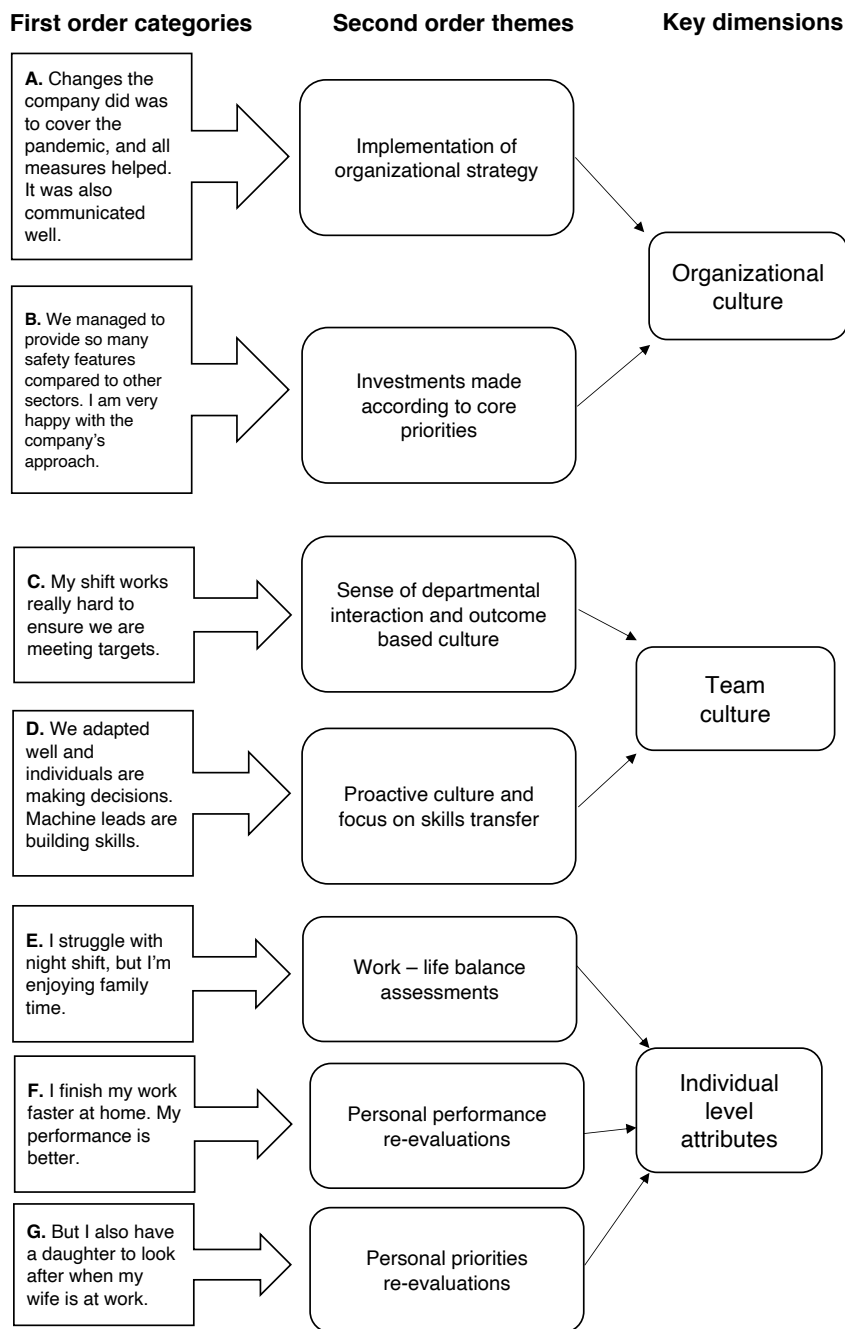 First order categories
Second order themes
Key dimensions
A. Changes the
company did was
to cover the
pandemic, and all
measures helped.
It was also
communicated
well.
Implementation of
organizational strategy
Organizational
culture
B. We managed to
provide so many
safety features
compared to other
sectors. I am very
happy with the
company’s
approach.
Investments made
according to core
priorities
C. My shift works
really hard to
ensure we are
meeting targets.
Sense of departmental
interaction and outcome
based culture
Team
culture
D. We adapted
well and
individuals are
making decisions.
Machine leads are
building skills.
Proactive culture and
focus on skills transfer
E. I struggle with
night shift, but I’m
enjoying family
time.
Work – life balance
assessments
Individual
level
attributes
F. I finish my work
faster at home. My
performance is
better.
Personal performance
re-evaluations
G. But I also have
a daughter to look
after when my
wife is at work.
Personal priorities
re-evaluations